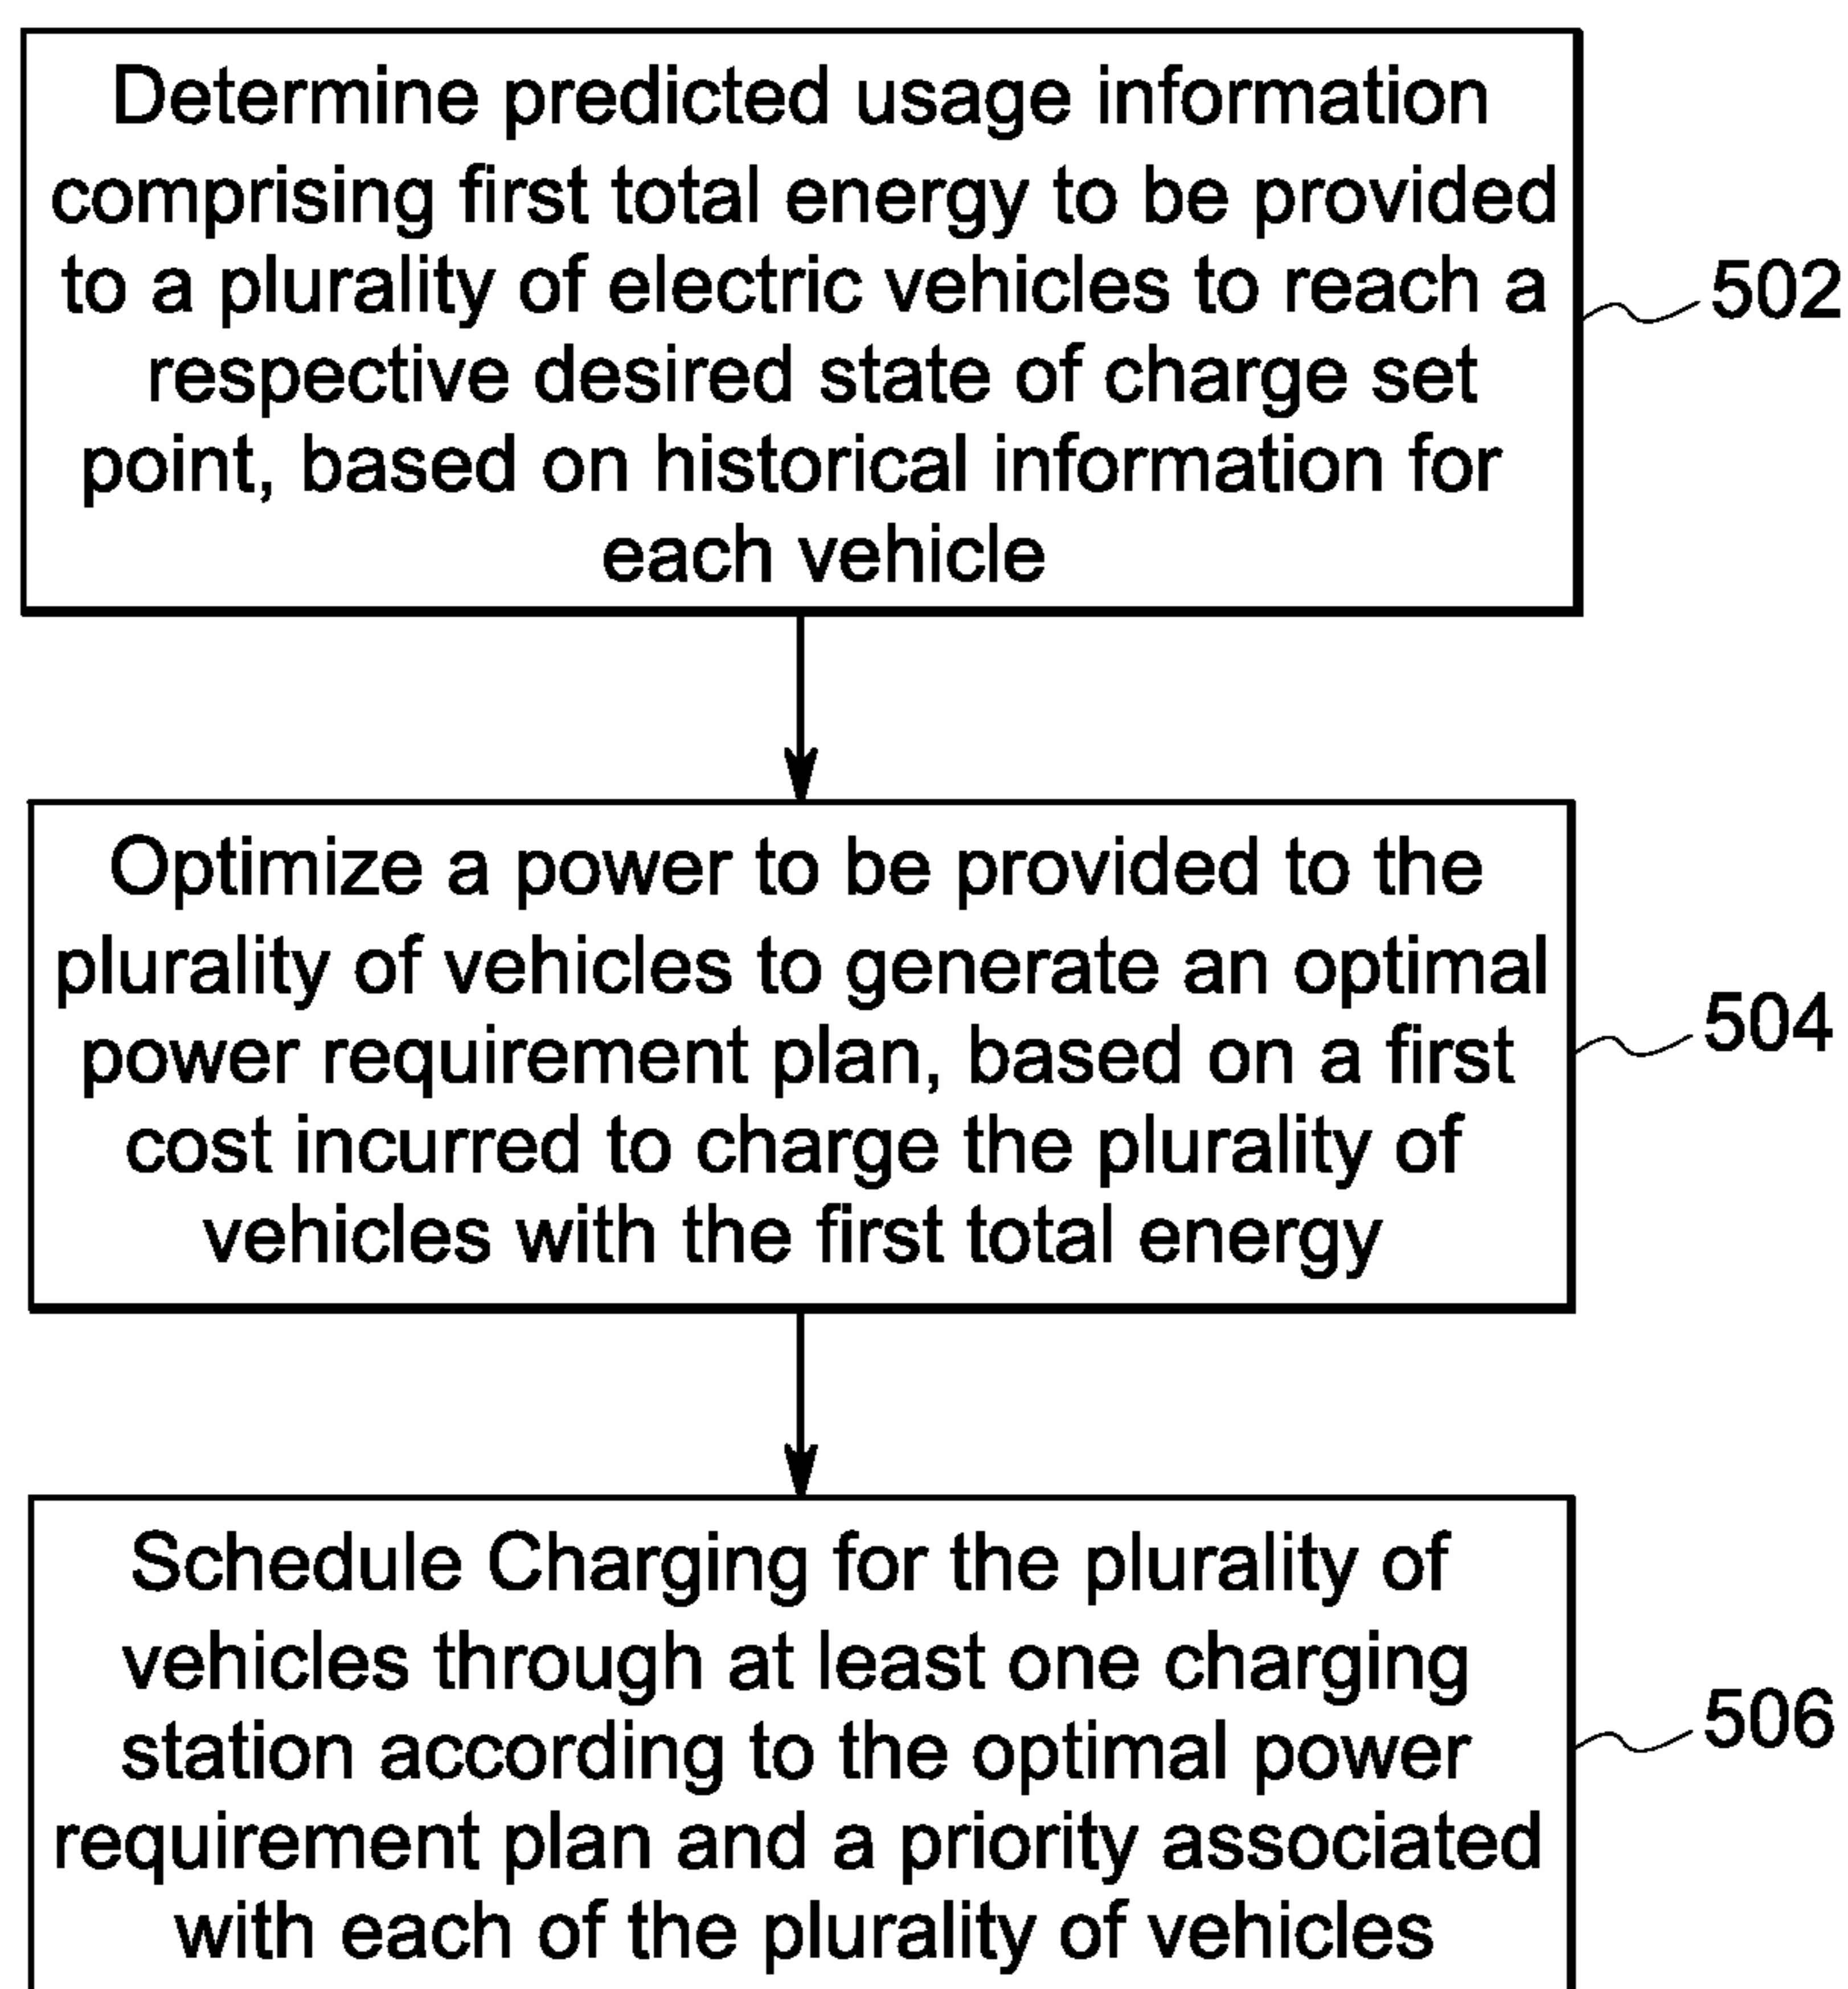 Determine predicted usage information
comprising first total energy to be provided
to a plurality of electric vehicles to reach a
respective desired state of charge set
point, based on historical information for
each vehicle
502
Optimize a power to be provided to the
plurality of vehicles to generate an optimal
power requirement plan, based on a first
cost incurred to charge the plurality of
vehicles with the first total energy
504
Schedule Charging for the plurality of
vehicles through at least one charging
station according to the optimal power
requirement plan and a priority associated
with each of the plurality of vehicles
506